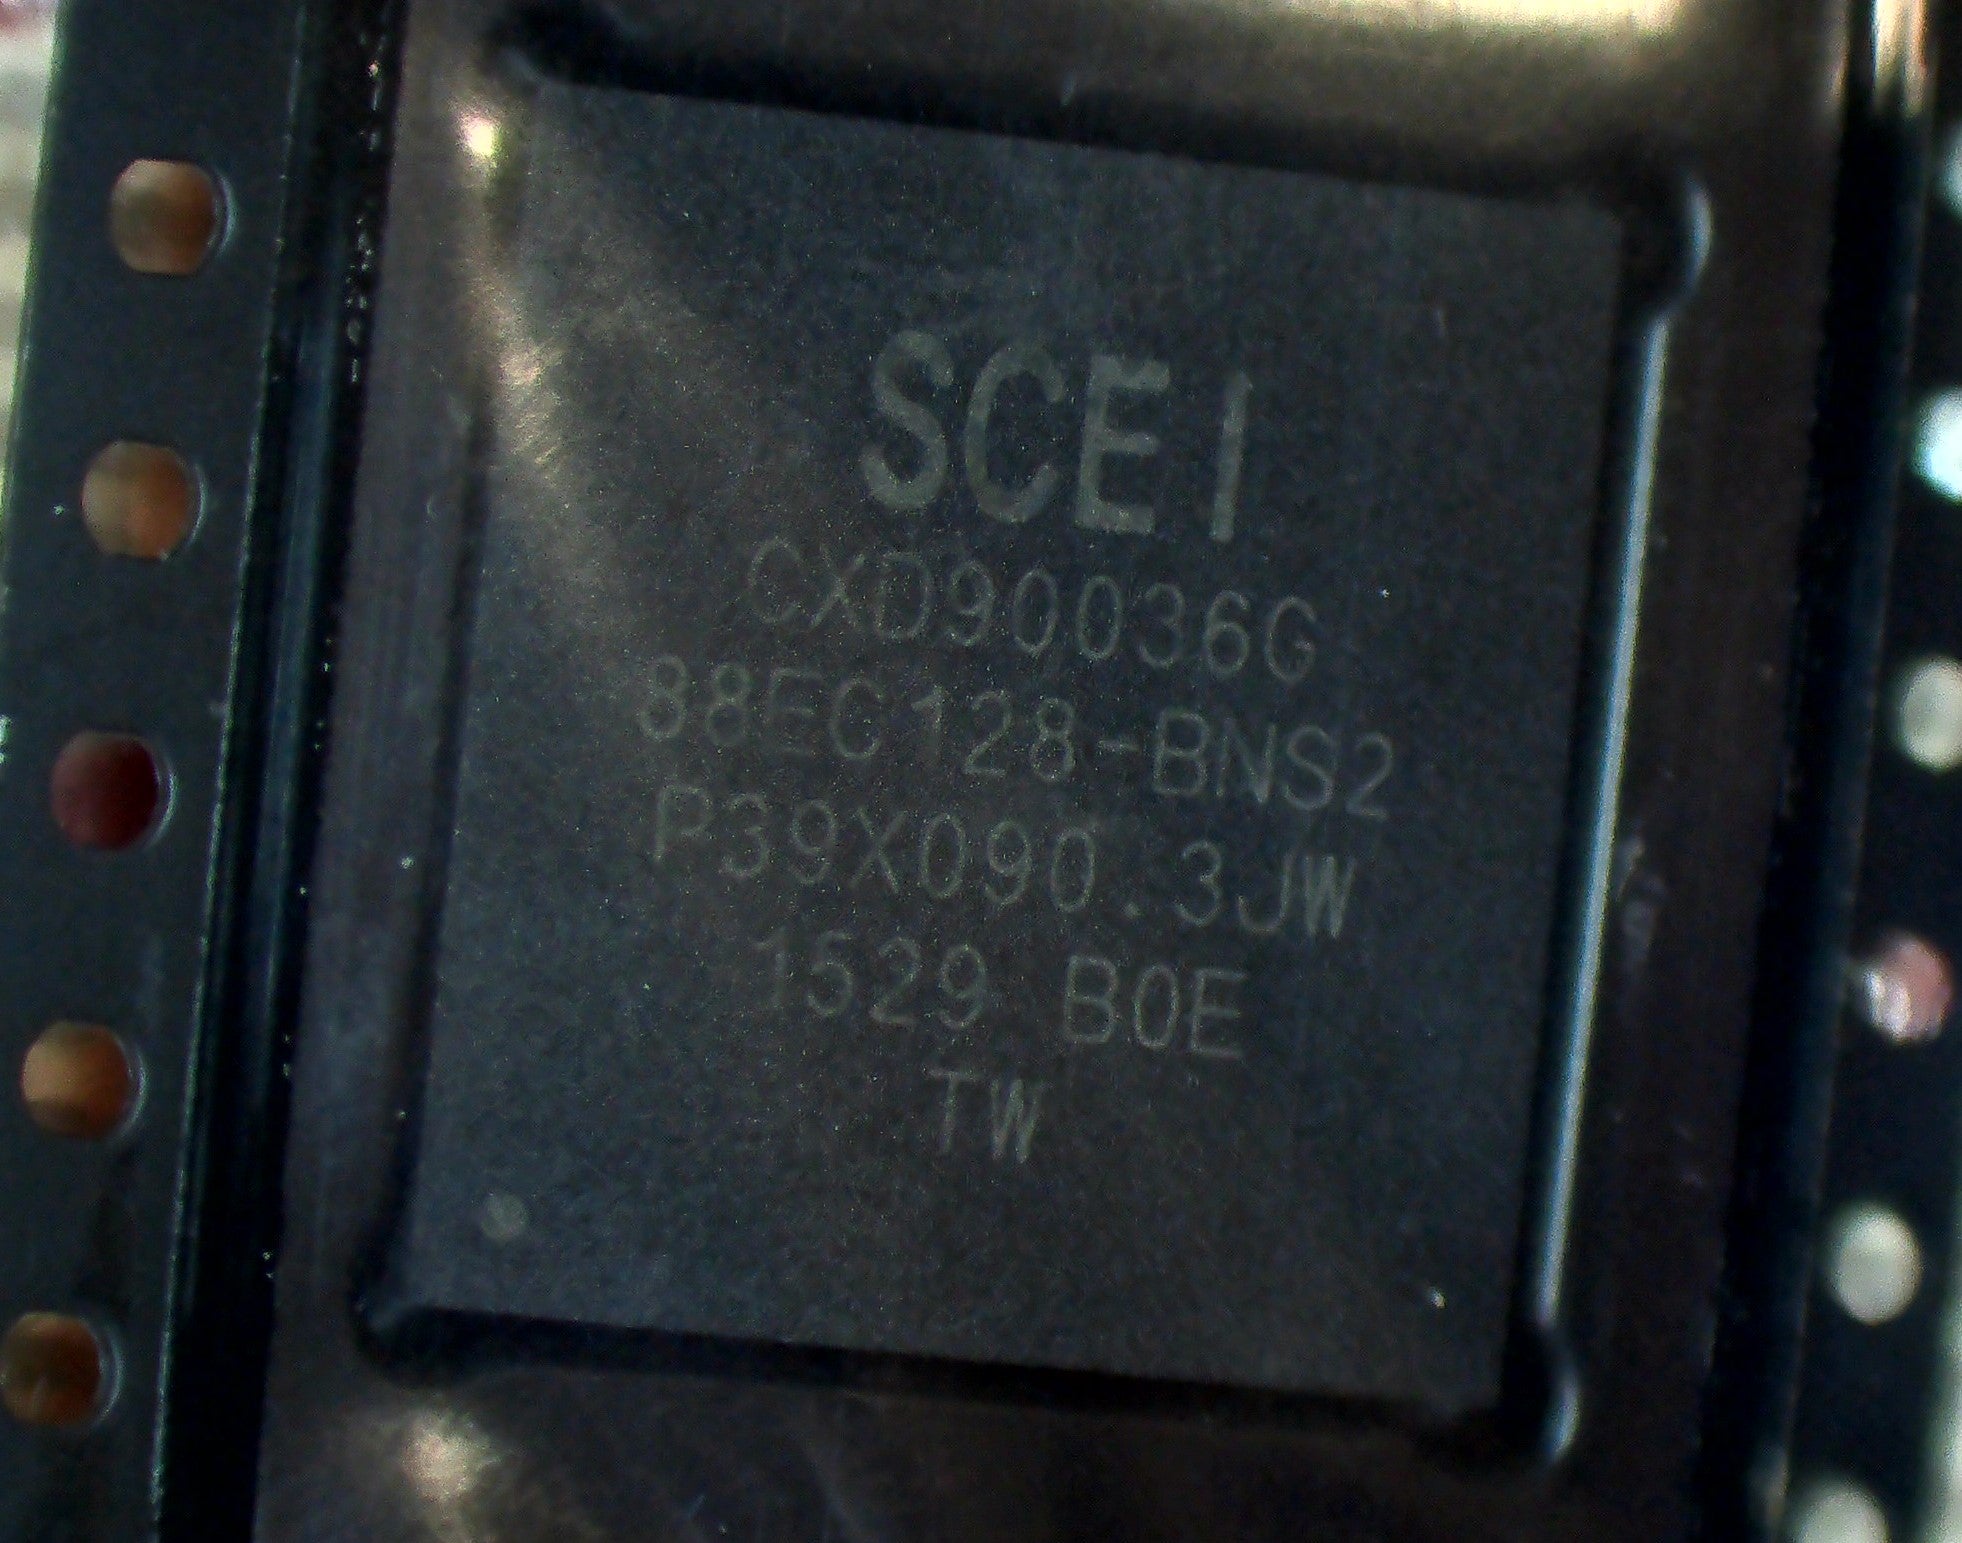 SCEI
CXD90036G
88EC128-BNS2
P39X090.3JW
1529 B0E
TW